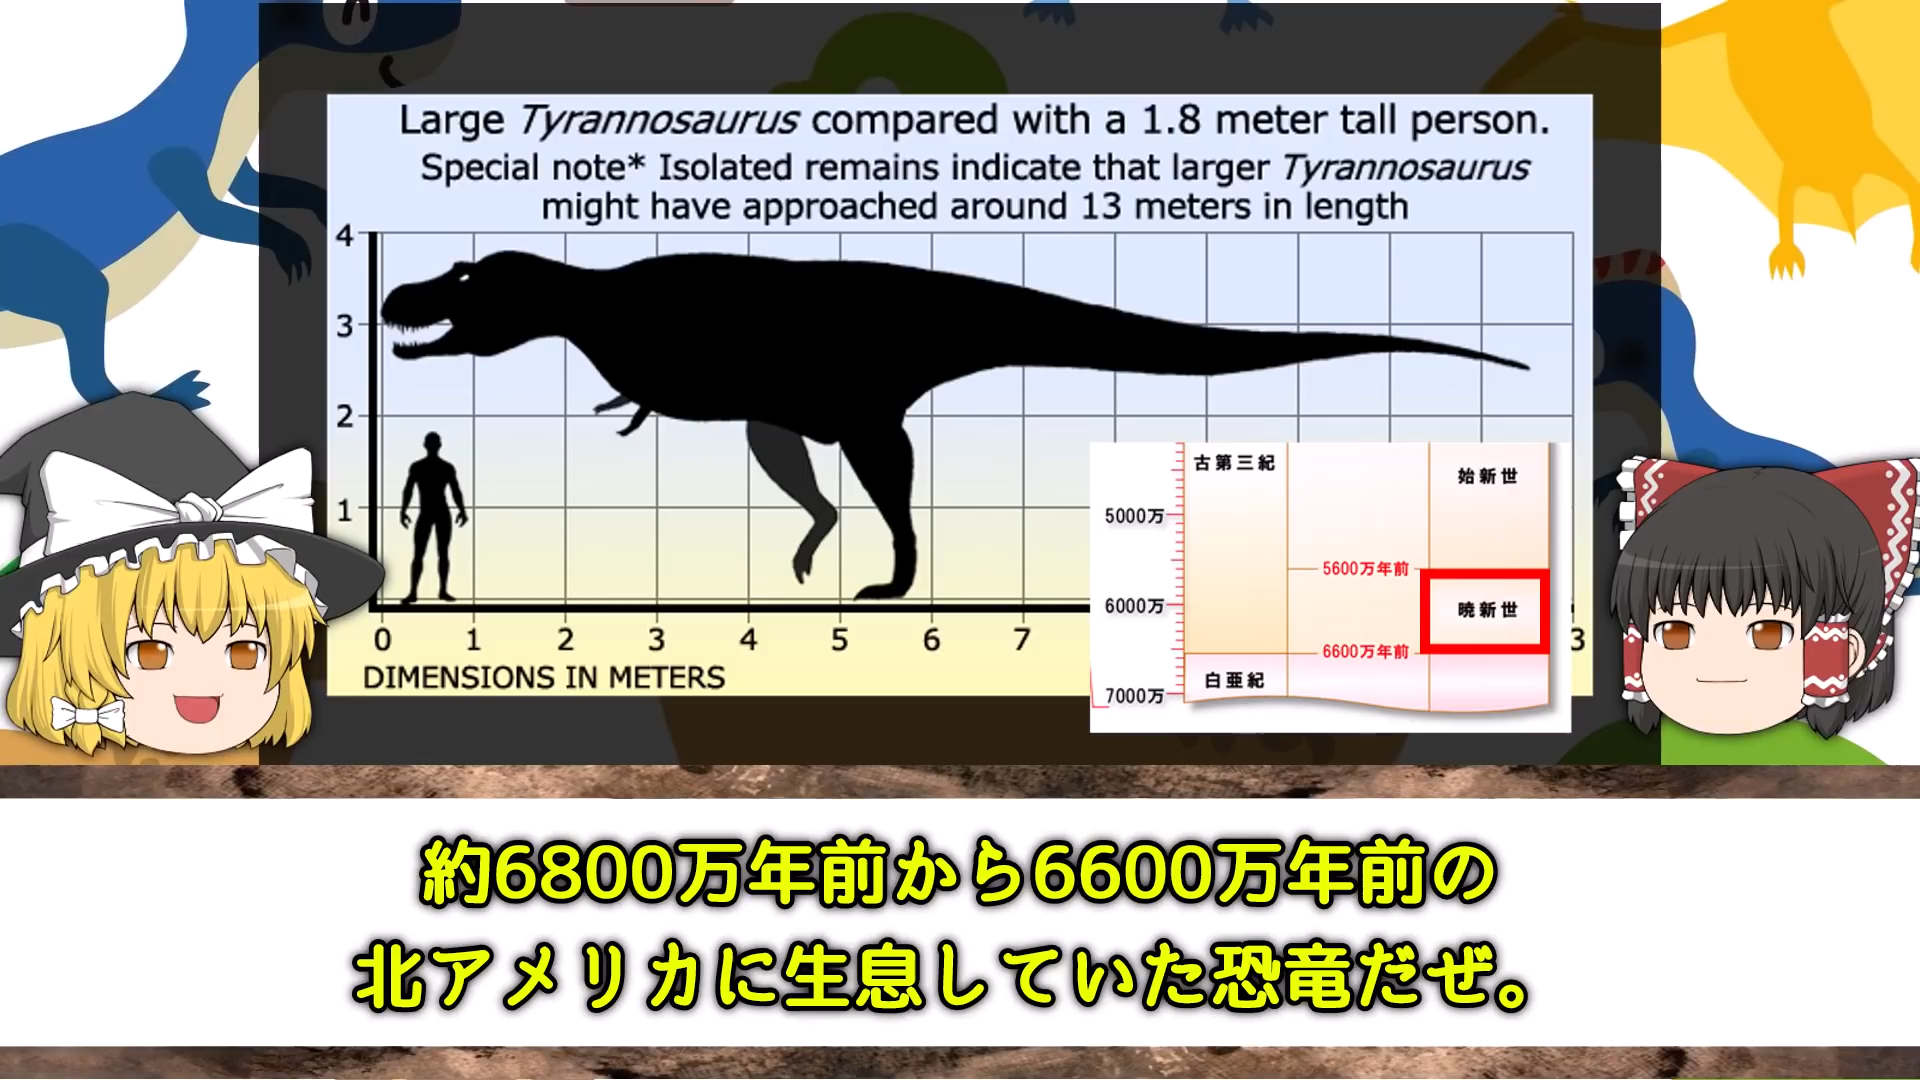 Large Tyrannosaurus compared with a 1.8 meter tall person.
Special note* Isolated remains indicate that larger Tyrannosaurus
might have approached around 13 meters in length
4
3
2
1
0 1 2 3 4 5 6 7 3
DIMENSIONS IN METERS
古第三紀
始新世
5000万
5600万年前
6000万
暁新世
6600万年前
白亜紀
7000万
約6800万年前から6600万年前の
北アメリカに生息していた恐竜だぜ。